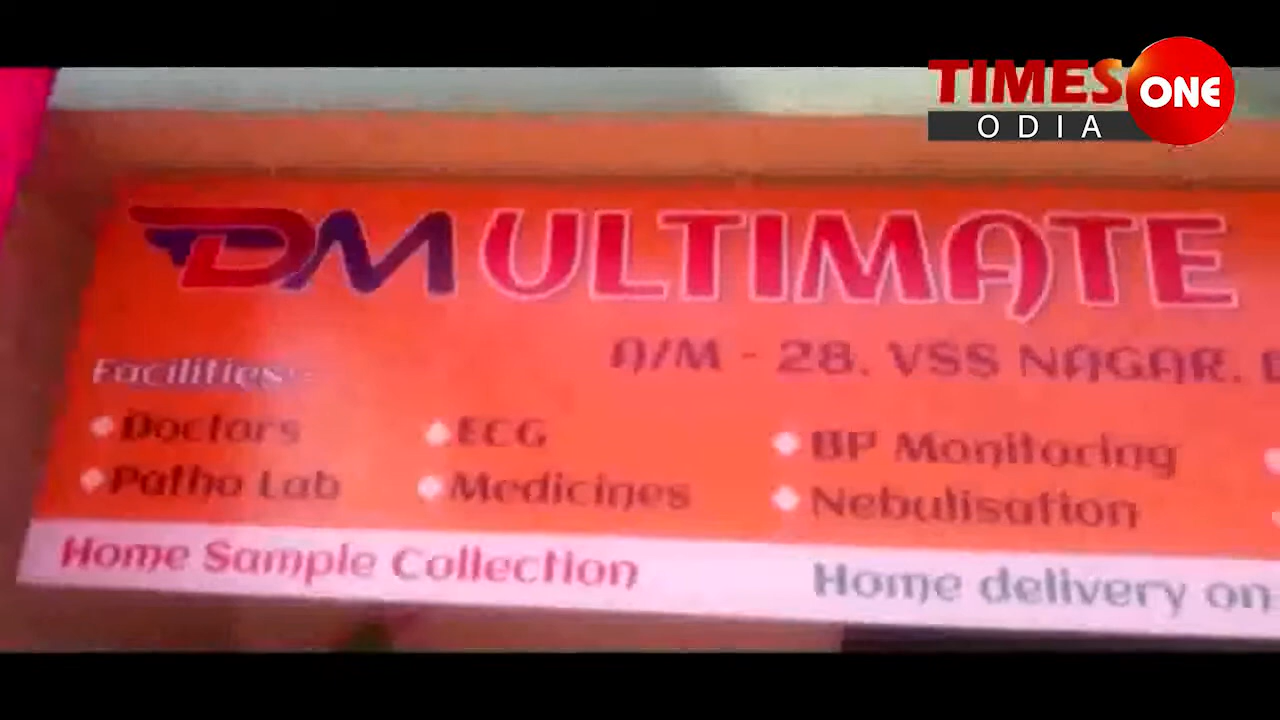 TIMES ONE
ODIA
DM ULTIMATE
A/M - 28, VSS NAGAR,
Facilities:
Doctors
ECG
BP Monitoring
Patho Lab
Medicines
Nebulisation
Home Sample Collection
Home delivery on